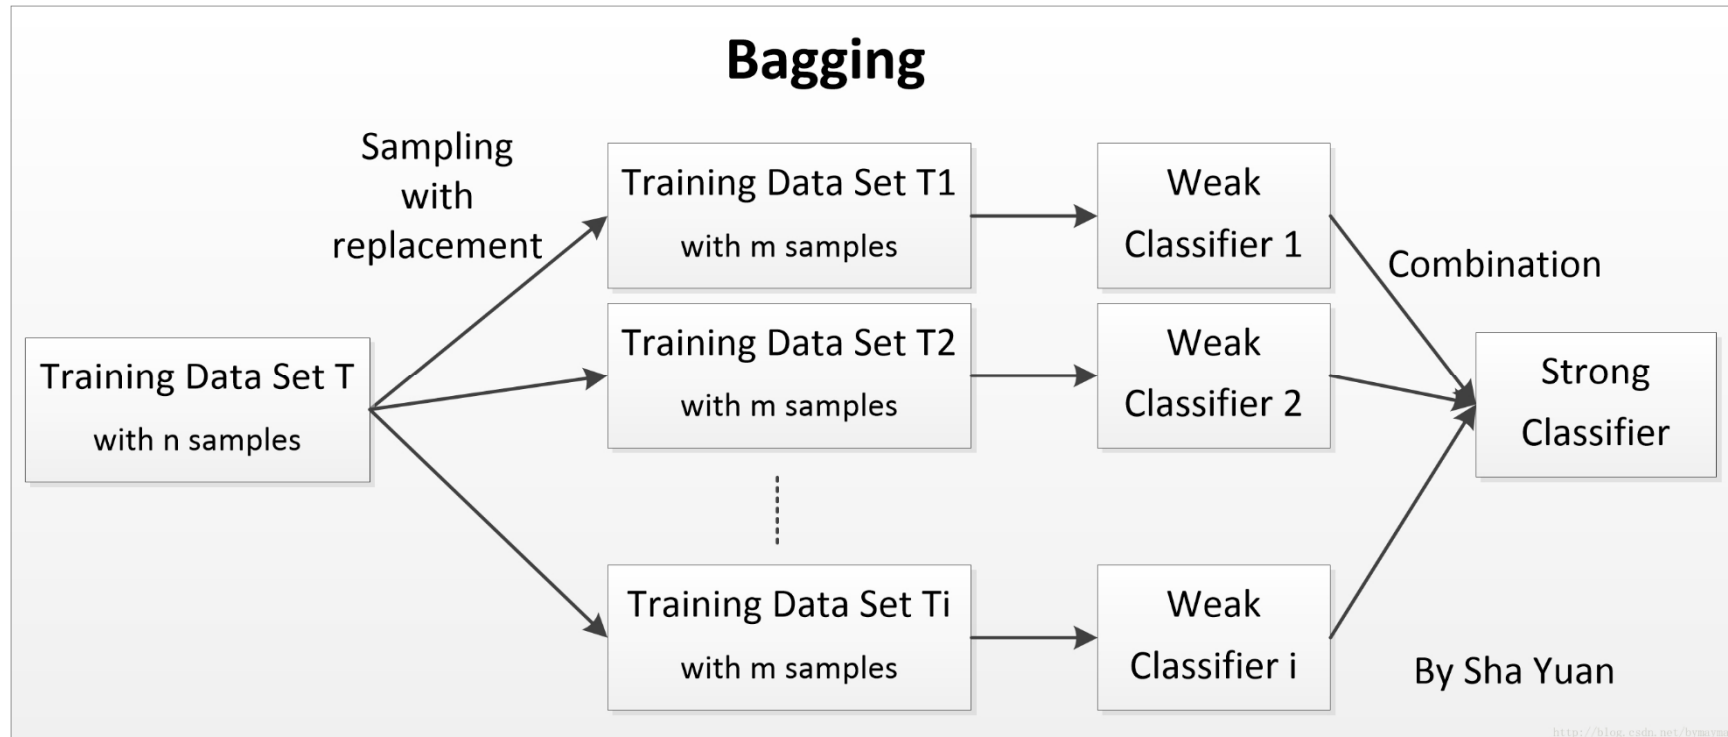 Bagging
Sampling
with
replacement
Training Data Set T1
with m samples
Weak
Classifier 1
Combination
Training Data Set T2
with m samples
Weak
Classifier 2
Training Data Set T
with n samples
Strong
Classifier
Training Data Set Ti
with m samples
Weak
Classifier i
By Sha Yuan